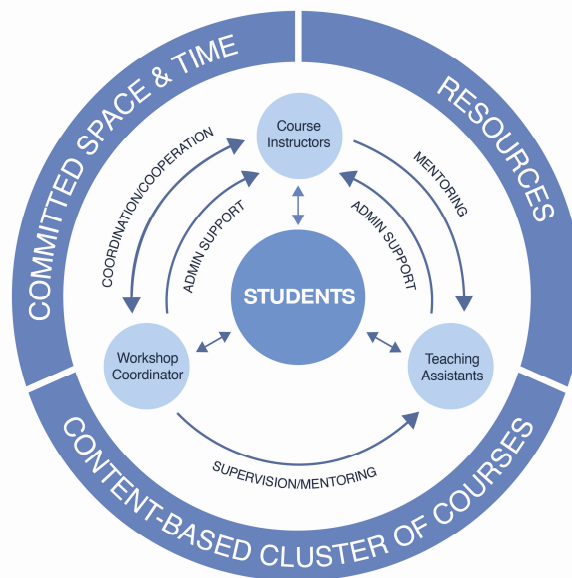 COMMITTED SPACE & TIME
RESOURCES
Course
Instructors
COORDINATION/COOPERATION
ADMIN SUPPORT
MENTORING
ADMIN SUPPORT
STUDENTS
Workshop
Coordinator
Teaching
Assistants
SUPERVISION/MENTORING
CONTENT-BASED CLUSTER OF COURSES